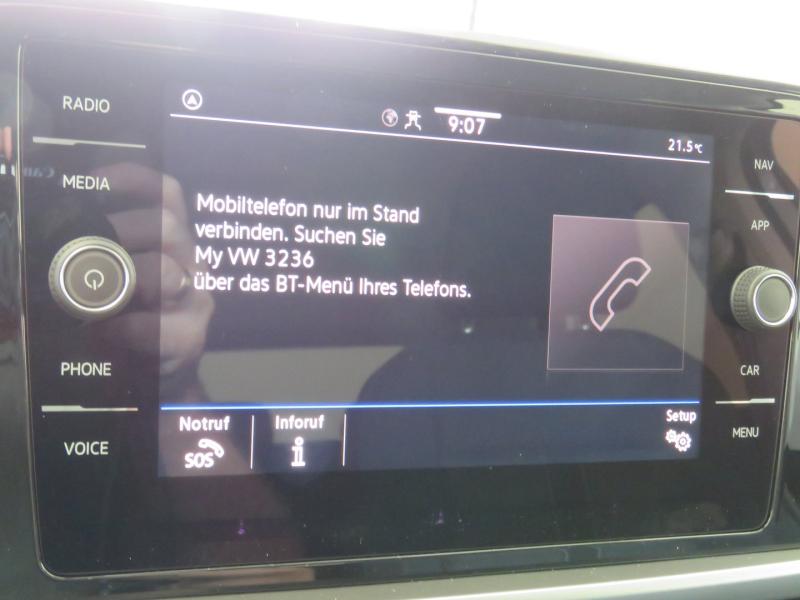 RADIO
MEDIA
PHONE
VOICE
9:07
21.5°C
Mobiltelefon nur im Stand
verbinden. Suchen Sie
My VW 3236
über das BT-Menü Ihres Telefons.
Notruf
SOS
Inforuf
i
Setup
NAV
APP
CAR
MENU